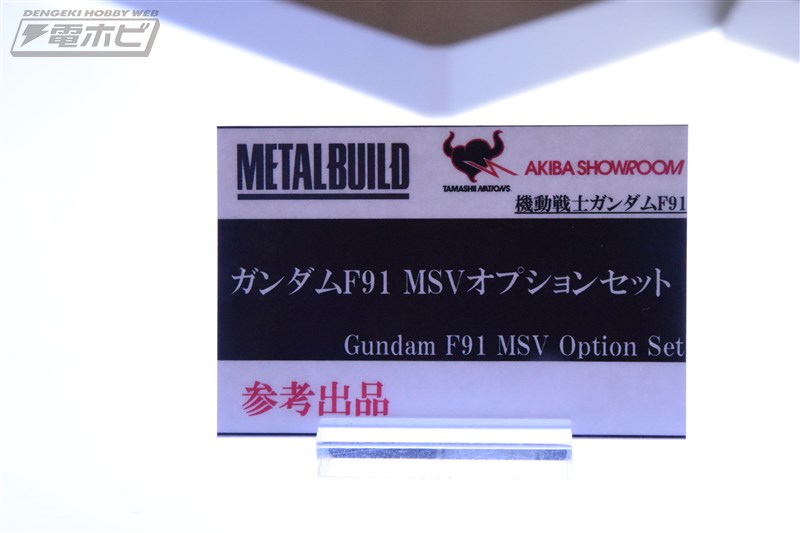 DENGEKI HOBBY WEB
電ホビ
METAL BUILD
TAMASHII NATIONS
AKIBA SHOWROOM
機動戦士ガンダムF91
ガンダムF91 MSVオプションセット
Gundam F91 MSV Option Set
参考出品